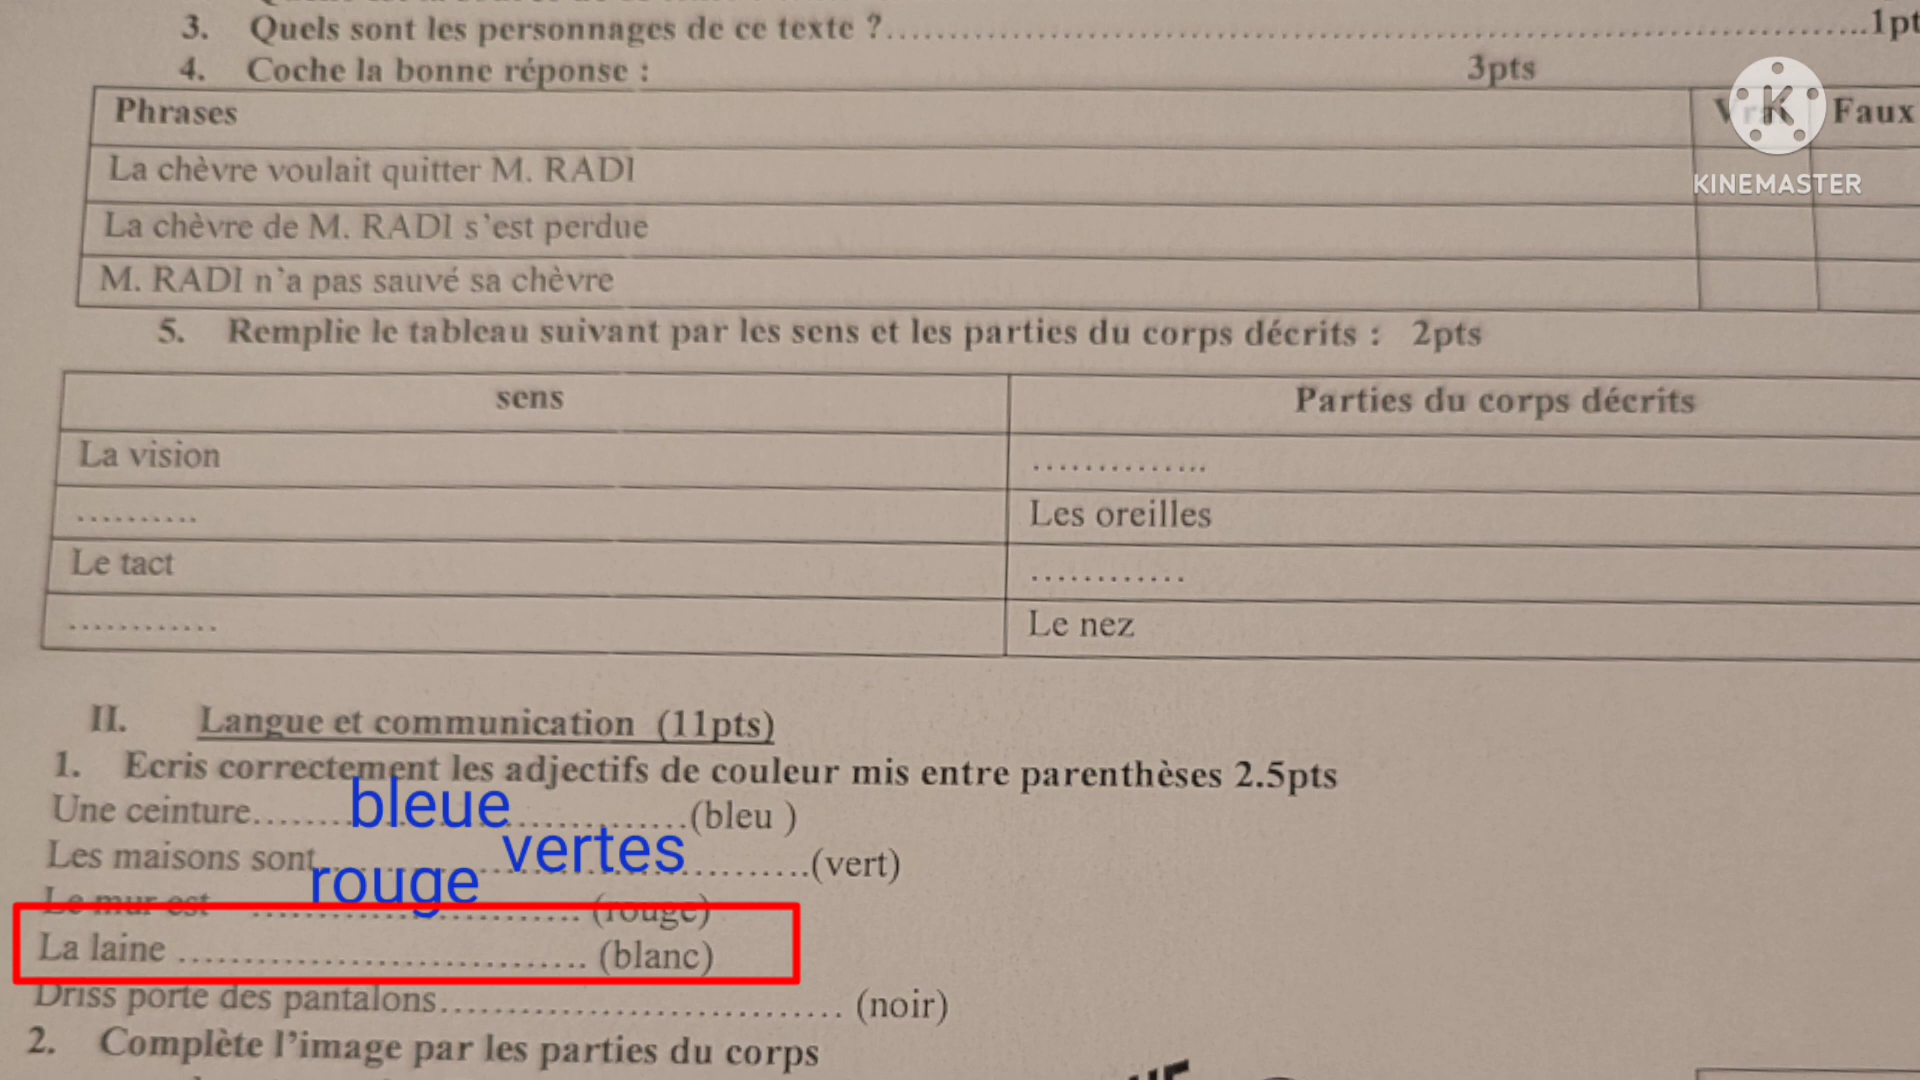 3. Quels sont les personnages de ce texte ?..........................................................................1pt
4. Coche la bonne réponse : 3pts
Phrases Vrai Faux
La chèvre voulait quitter M. RADI
La chèvre de M. RADI s'est perdue
M. RADI n'a pas sauvé sa chèvre
KINEMASTER
5. Remplie le tableau suivant par les sens et les parties du corps décrits : 2pts
sens Parties du corps décrits
La vision ...............
.......... Les oreilles
Le tact ............
............ Le nez
II. Langue et communication (11pts)
1. Ecris correctement les adjectifs de couleur mis entre parenthèses 2.5pts
Une ceinture........bleue................(bleu )
Les maisons sont..........vertes..........(vert)
Le mur est ....rouge.......... (rouge)
La laine ................................ (blanc)
Driss porte des pantalons................................ (noir)
2. Complète l'image par les parties du corps